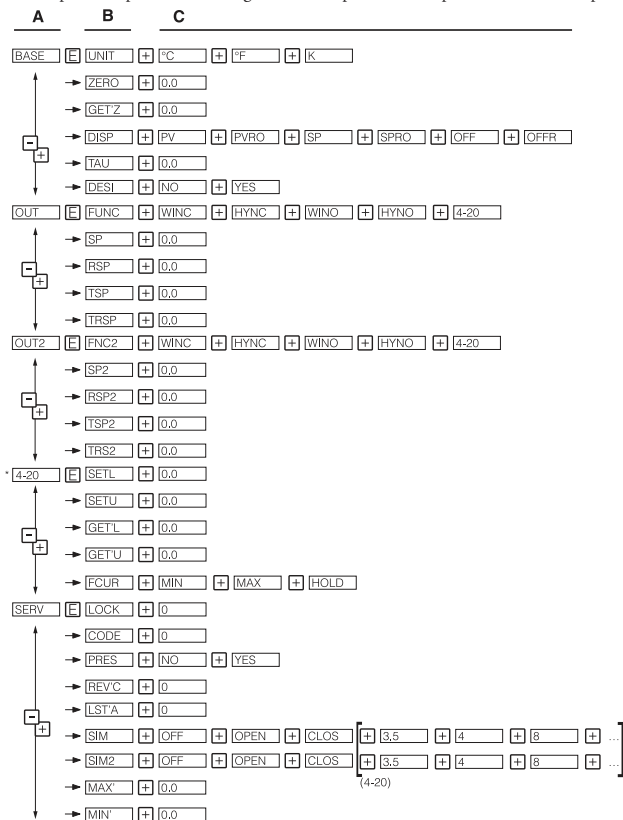 A B C
BASE E UNIT + °C + °F + K
ZERO + 0.0
GET'Z + 0.0
DISP + PV + PVRO + SP + SPRO + OFF + OFFR
- +
TAU + 0.0
DESI + NO + YES
OUT E FUNC + WINC + HYNC + WINO + HYNO + 4-20
SP + 0.0
RSP + 0.0
- +
TSP + 0.0
TRSP + 0.0
OUT2 E FNC2 + WINC + HYNC + WINO + HYNO + 4-20
SP2 + 0,0
RSP2 + 0.0
- +
TSP2 + 0.0
TRS2 + 0.0
* 4-20 E SETL + 0.0
SETU + 0.0
GET'L + 0.0
- +
GET'U + 0.0
FCUR + MIN + MAX + HOLD
SERV E LOCK + 0
CODE + 0
PRES + NO + YES
REV'C + 0
LST'A + 0
- +
SIM + OFF + OPEN + CLOS [ + 3.5 + 4 + 8 + ... ]
SIM2 + OFF + OPEN + CLOS [ + 3.5 + 4 + 8 + ... ]
(4-20)
MAX' + 0.0
MIN' + 0.0